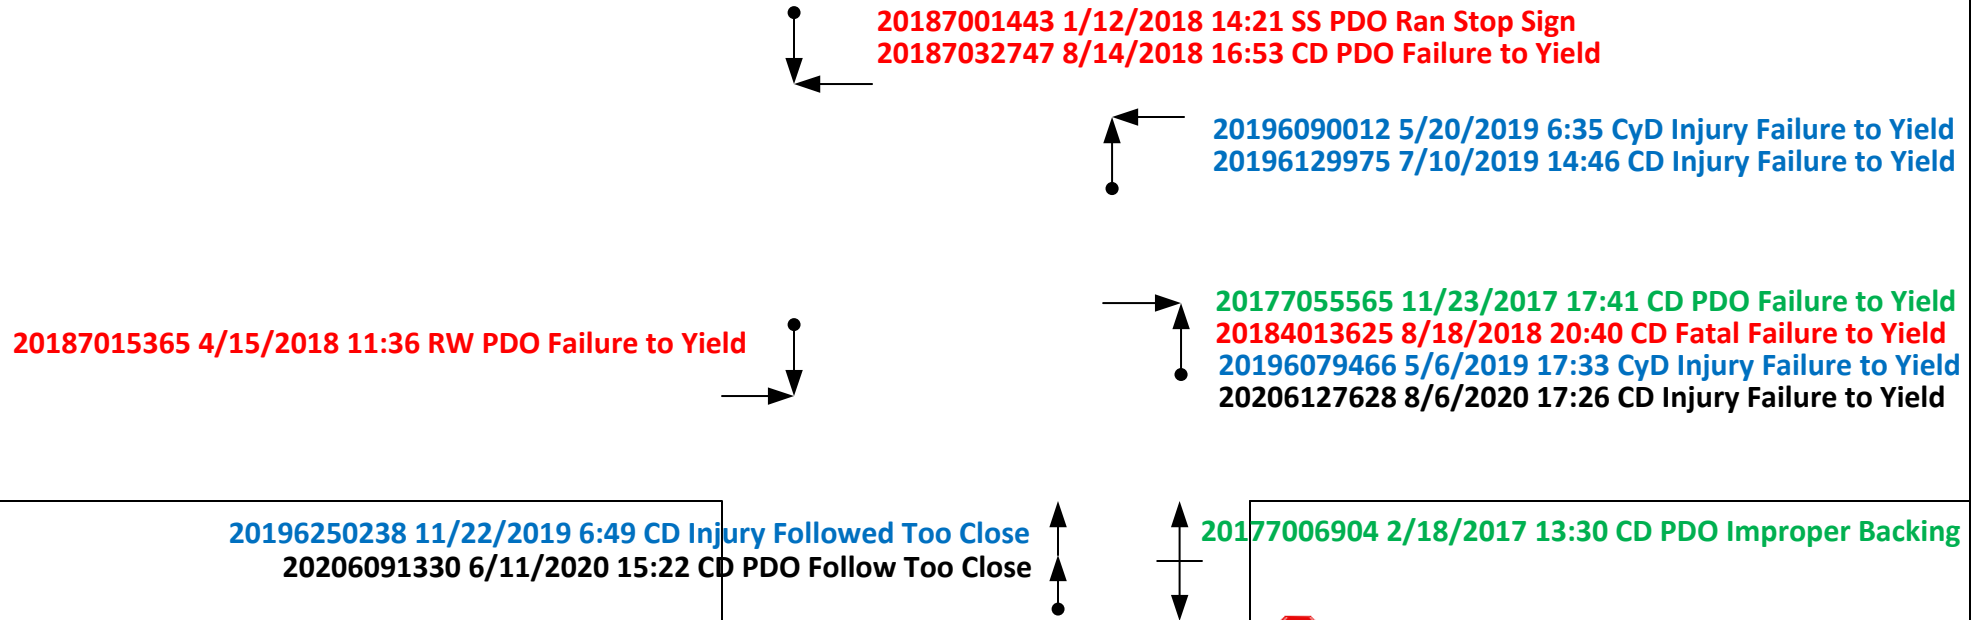 20187001443 1/12/2018 14:21 SS PDO Ran Stop Sign
20187032747 8/14/2018 16:53 CD PDO Failure to Yield
20196090012 5/20/2019 6:35 CyD Injury Failure to Yield
20196129975 7/10/2019 14:46 CD Injury Failure to Yield
20177055565 11/23/2017 17:41 CD PDO Failure to Yield
20184013625 8/18/2018 20:40 CD Fatal Failure to Yield
20196079466 5/6/2019 17:33 CyD Injury Failure to Yield
20206127628 8/6/2020 17:26 CD Injury Failure to Yield
20187015365 4/15/2018 11:36 RW PDO Failure to Yield
20196250238 11/22/2019 6:49 CD Injury Followed Too Close
20206091330 6/11/2020 15:22 CD PDO Follow Too Close
20177006904 2/18/2017 13:30 CD PDO Improper Backing